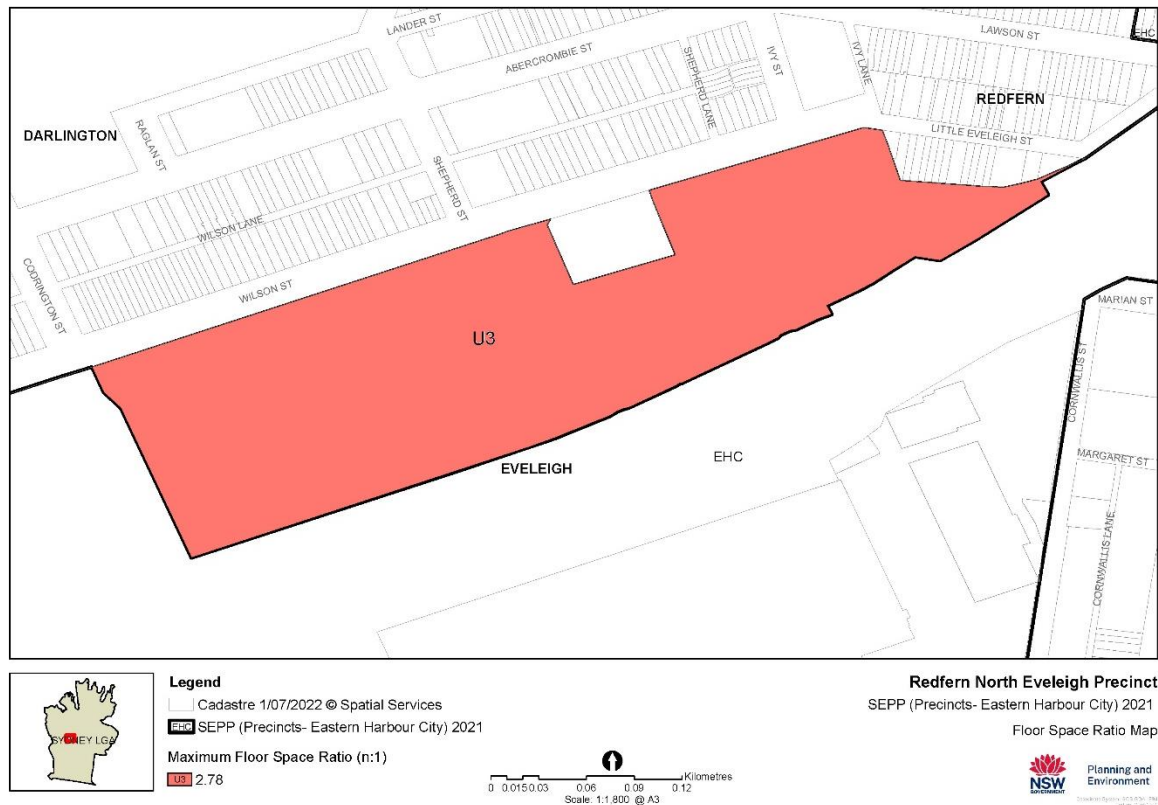 LANDER ST
LAWSON ST
EHC
ABERCROMBIE ST
SHEPHERD LANE
IVY ST
IVY LANE
REDFERN
DARLINGTON
RAGLAN ST
LITTLE EVELEIGH ST
SHEPHERD ST
WILSON LANE
CODRINGTON ST
WILSON ST
U3
MARIAN ST
CORNWALLIS ST
EVELEIGH
EHC
MARGARET ST
CORNWALLIS LANE
SYDNEY LGA
Legend
Cadastre 1/07/2022 © Spatial Services
EHC SEPP (Precincts- Eastern Harbour City) 2021
Maximum Floor Space Ratio (n:1)
U3 2.78
0 0.015 0.03 0.06 0.09 0.12 Kilometres
Scale: 1:1,800 @ A3
Redfern North Eveleigh Precinct
SEPP (Precincts- Eastern Harbour City) 2021
Floor Space Ratio Map
NSW
GOVERNMENT
Planning and
Environment